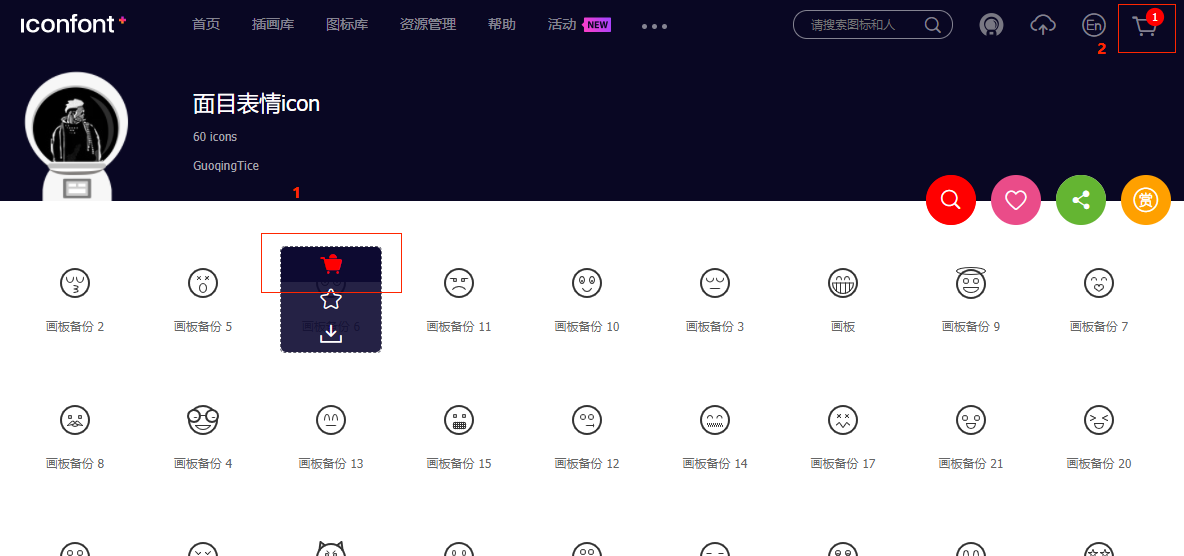 iconfont+
首页 插画库 图标库 资源管理 帮助 活动 NEW ●●●
请搜索图标和人
En
1
2
面目表情icon
60 icons
GuoqingTice
1
赏
画板备份 2 画板备份 5 画板备份 6 画板备份 11 画板备份 10 画板备份 3 画板 画板备份 9 画板备份 7
画板备份 8 画板备份 4 画板备份 13 画板备份 15 画板备份 12 画板备份 14 画板备份 17 画板备份 21 画板备份 20